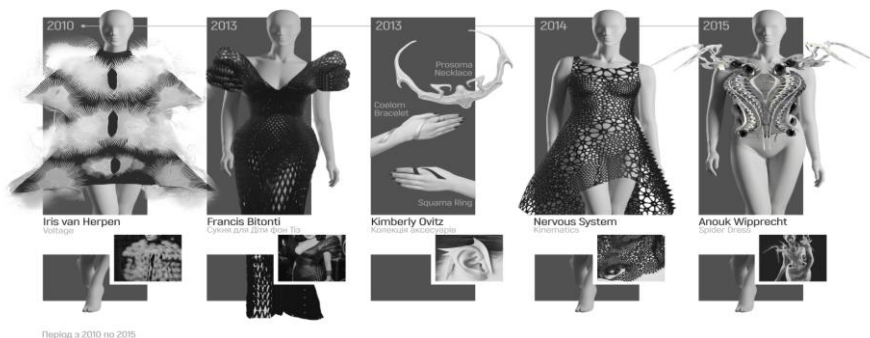 2010
2013
2013
2014
2015
Prosoma
Necklace
Coelom
Bracelet
Squama Ring
Iris van Herpen
Voltage
Francis Bitonti
Сукня для Діти фон Тіз
Kimberly Ovitz
Колекція аксесуарів
Nervous System
Kinematics
Anouk Wipprecht
Spider Dress
Період з 2010 по 2015